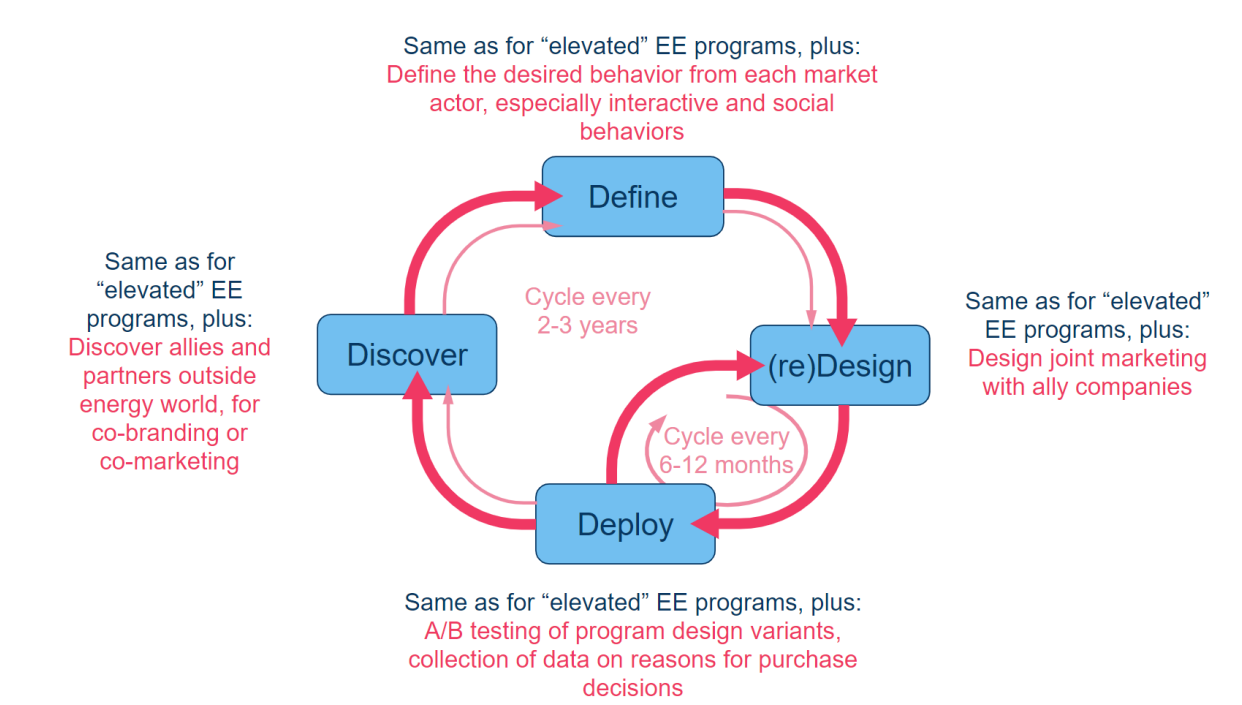 Same as for “elevated” EE programs, plus:
Define the desired behavior from each market
actor, especially interactive and social
behaviors
Define
Same as for
“elevated” EE
programs, plus:
Discover allies and
partners outside
energy world, for
co-branding or
co-marketing
Discover
Cycle every
2-3 years
(re)Design
Same as for “elevated”
EE programs, plus:
Design joint marketing
with ally companies
Cycle every
6-12 months
Deploy
Same as for “elevated” EE programs, plus:
A/B testing of program design variants,
collection of data on reasons for purchase
decisions